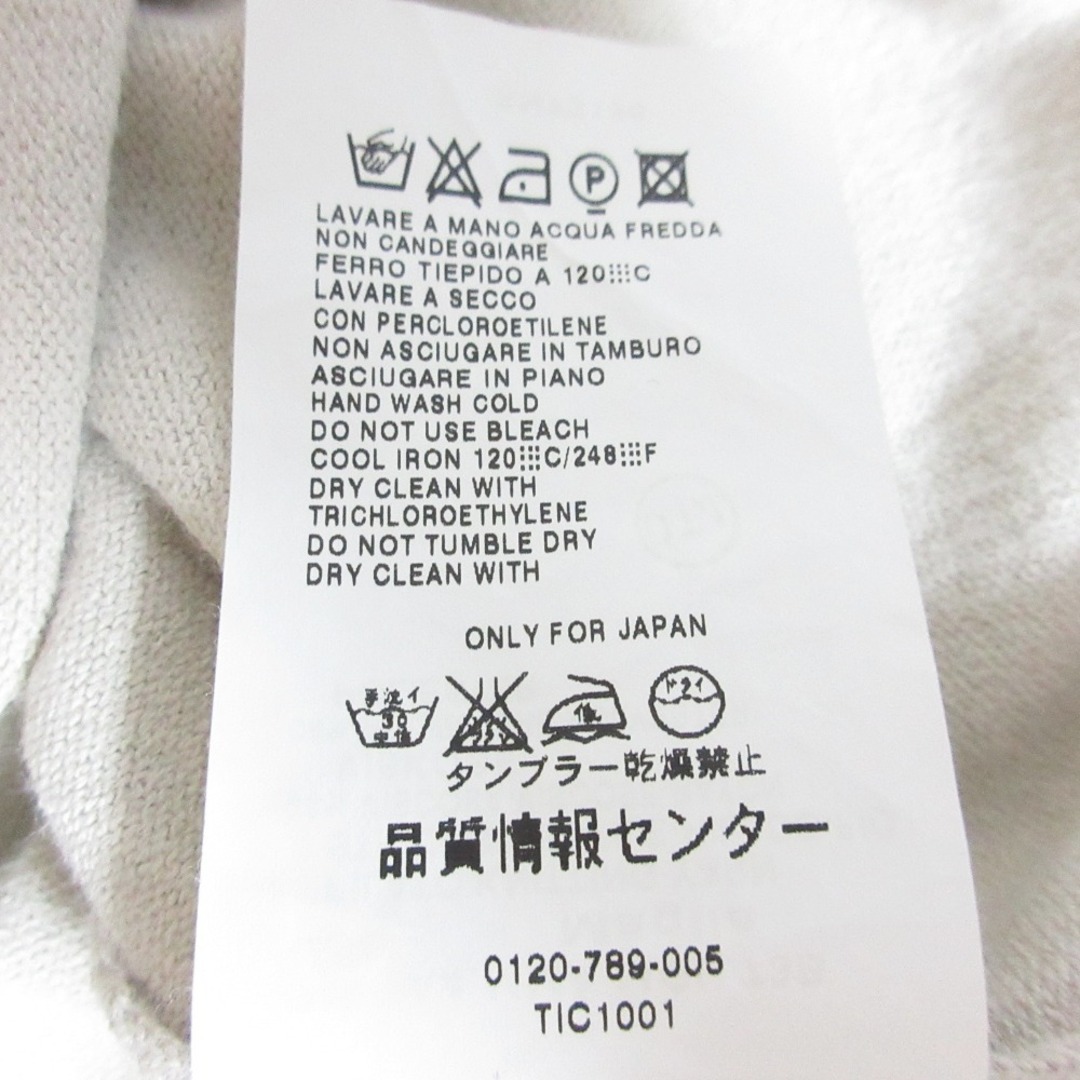 P
LAVARE A MANO ACQUA FREDDA
NON CANDEGGIARE
FERRO TIEPIDO A 120 C
LAVARE A SECCO
CON PERCLOROETILENE
NON ASCIUGARE IN TAMBURO
ASCIUGARE IN PIANO
HAND WASH COLD
DO NOT USE BLEACH
COOL IRON 120 C/248 F
DRY CLEAN WITH
TRICHLOROETHYLENE
DO NOT TUMBLE DRY
DRY CLEAN WITH
ONLY FOR JAPAN
手洗イ 30 中性 低 ドライ
タンブラー乾燥禁止
品質情報センター
0120-789-005
TIC1001